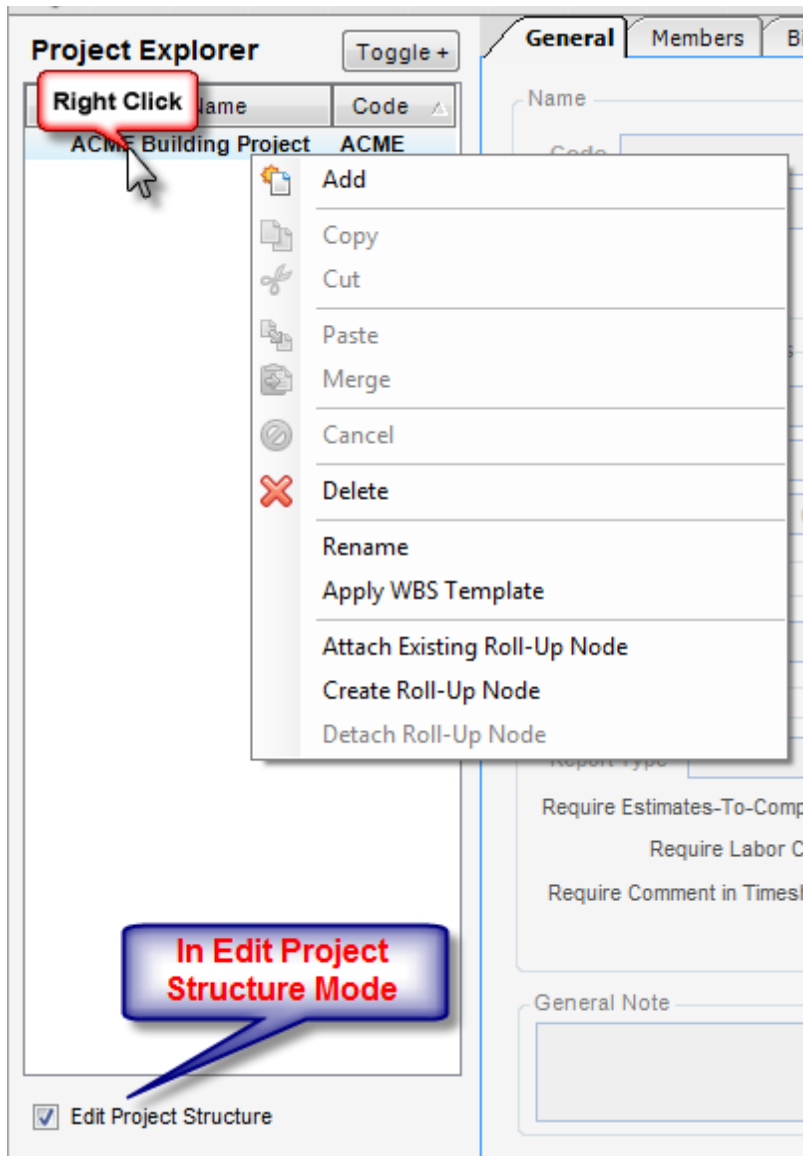 Project Explorer
Toggle +
General
Members
Right Click
Name
Code
Name
ACME Building Project
ACME
Code
Add
Copy
Cut
Paste
Merge
Cancel
Delete
Rename
Apply WBS Template
Attach Existing Roll-Up Node
Create Roll-Up Node
Detach Roll-Up Node
Report Type
Require Estimates-To-Comp
Require Labor C
Require Comment in Timesh
In Edit Project
Structure Mode
General Note
Edit Project Structure